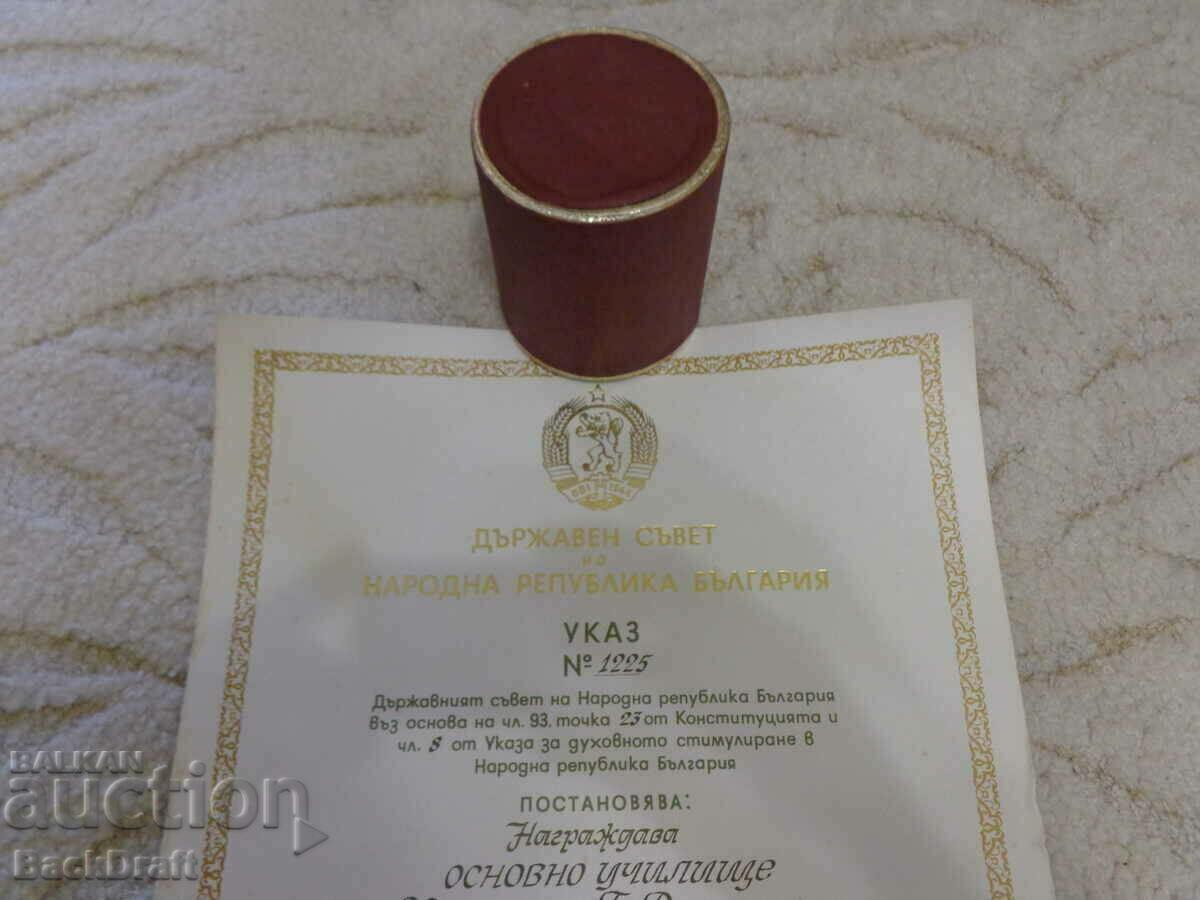 681 1944
ДЪРЖАВЕН СЪВЕТ
на
НАРОДНА РЕПУБЛИКА БЪЛГАРИЯ
УКАЗ
№ 1225
Държавният съвет на Народна република България
въз основа на чл. 93, точка 23 от Конституцията и
чл. 8 от Указа за духовното стимулиране в
Народна република България
ПОСТАНОВЯВА:
Награждава
ОСНОВНО УЧИЛИЩЕ
BALKAN
auction
BackDraft